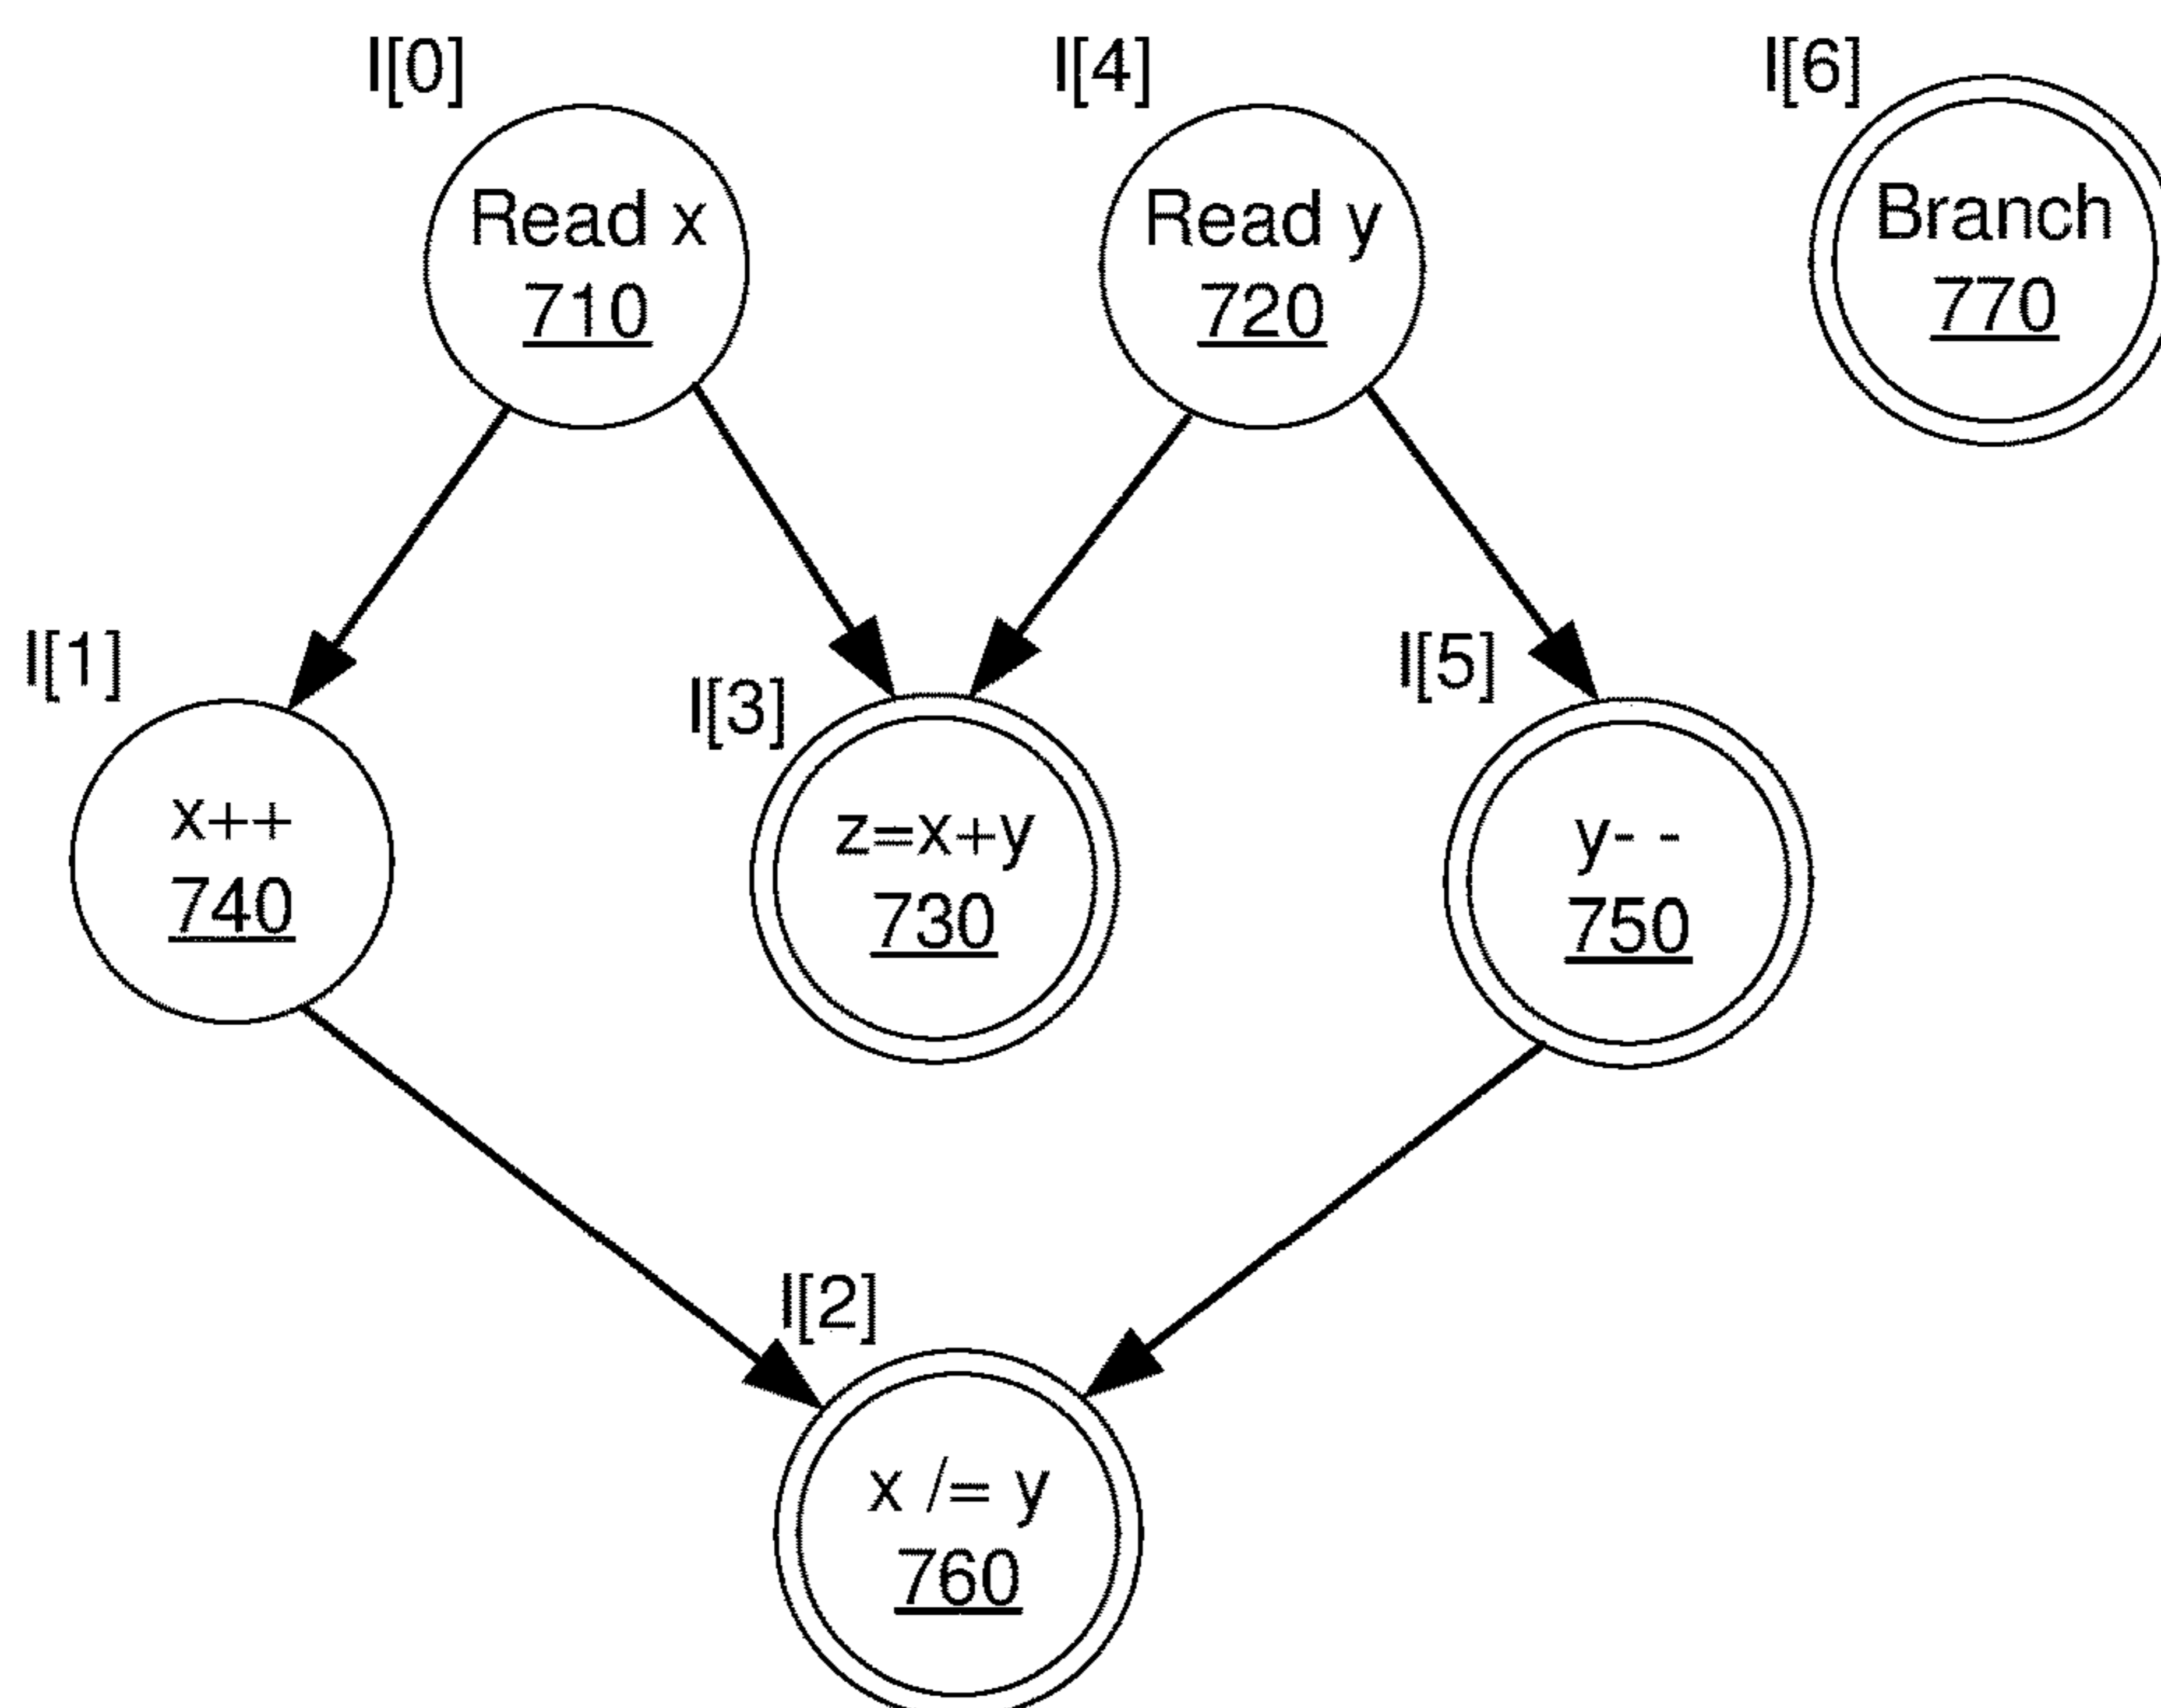 I[0]
I[4]
I[6]
Read x
710
Read y
720
Branch
770
I[1]
I[3]
I[5]
x++
740
z=x+y
730
y- -
750
I[2]
x /= y
760